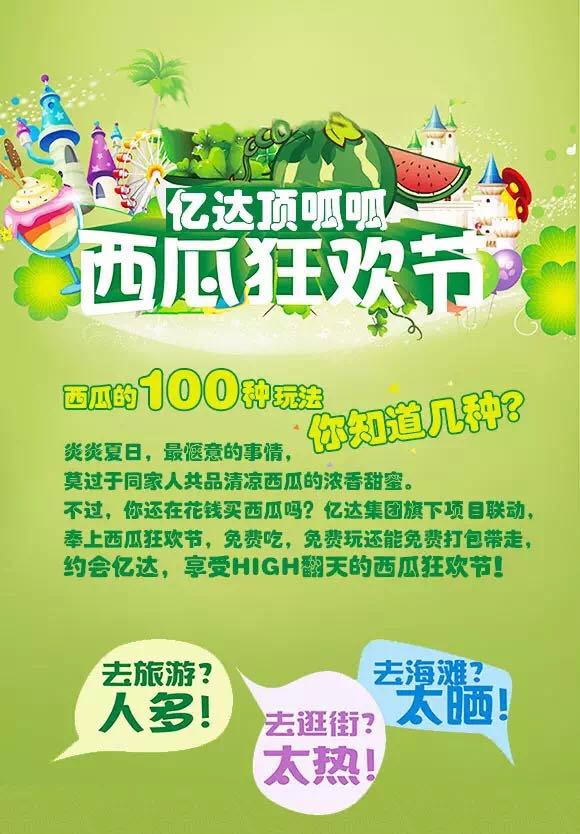 亿达顶呱呱
西瓜狂欢节
西瓜的100种玩法
你知道几种?
炎炎夏日，最惬意的事情，
莫过于同家人共品清凉西瓜的浓香甜蜜。
不过，你还在花钱买西瓜吗？亿达集团旗下项目联动，
奉上西瓜狂欢节，免费吃，免费玩还能免费打包带走，
约会亿达，享受HIGH翻天的西瓜狂欢节！
去旅游?
人多!
去逛街?
太热!
去海滩?
太晒!